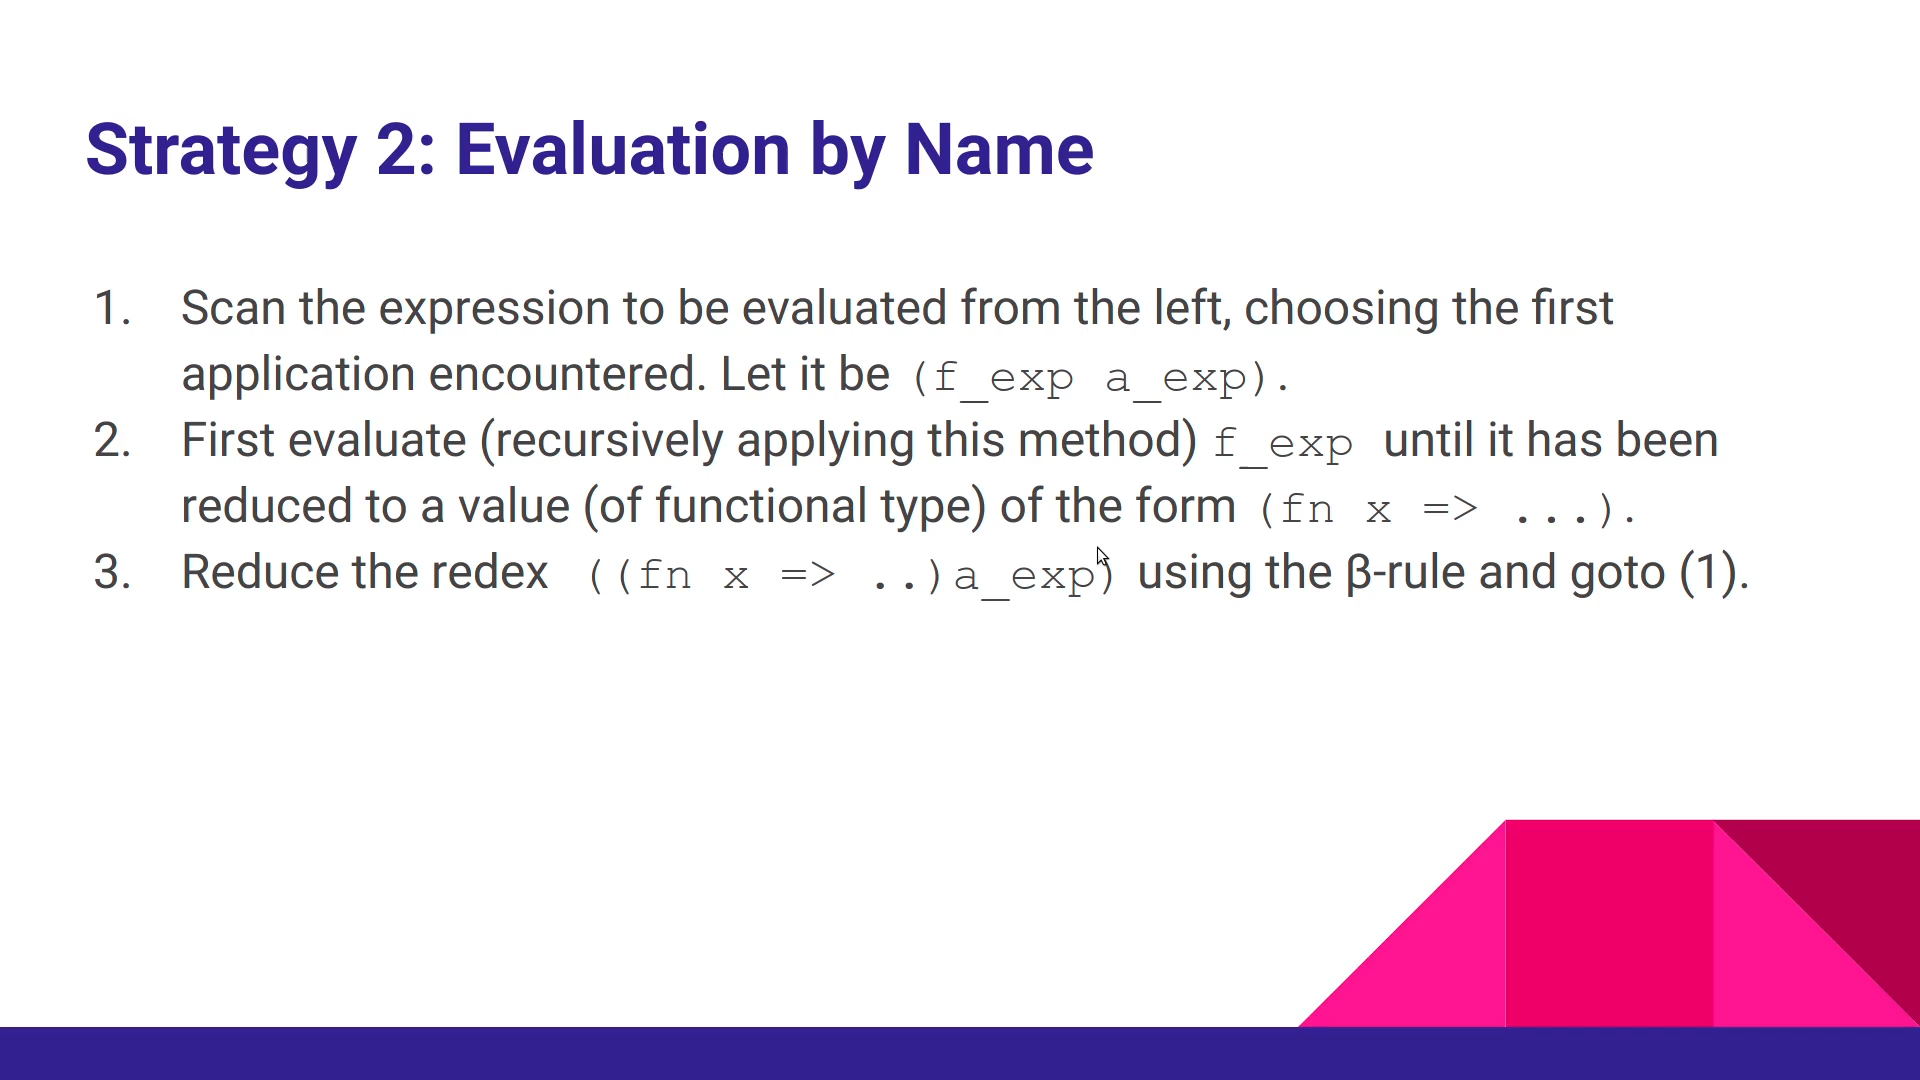 Strategy 2: Evaluation by Name
1. Scan the expression to be evaluated from the left, choosing the first
application encountered. Let it be (f_exp a_exp).
2. First evaluate (recursively applying this method) f_exp until it has been
reduced to a value (of functional type) of the form (fn x => ...).
3. Reduce the redex ((fn x => ..)a_exp) using the β-rule and goto (1).